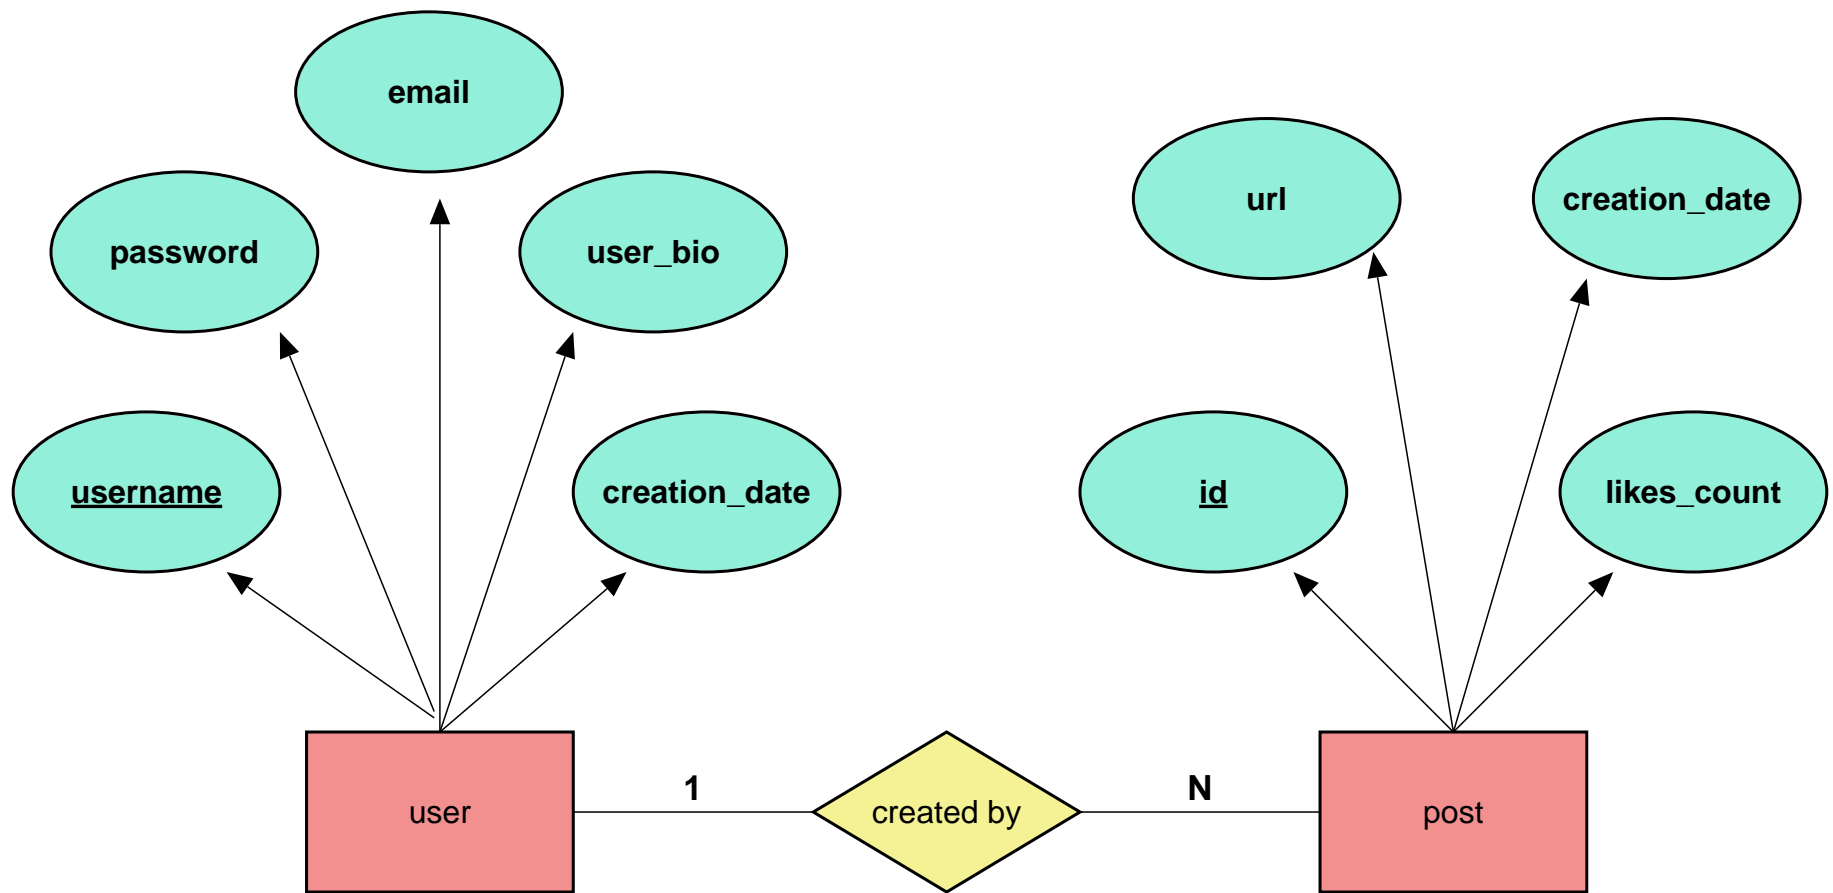 email
password
user_bio
username
creation_date
url
creation_date
id
likes_count
user
1
created by
N
post